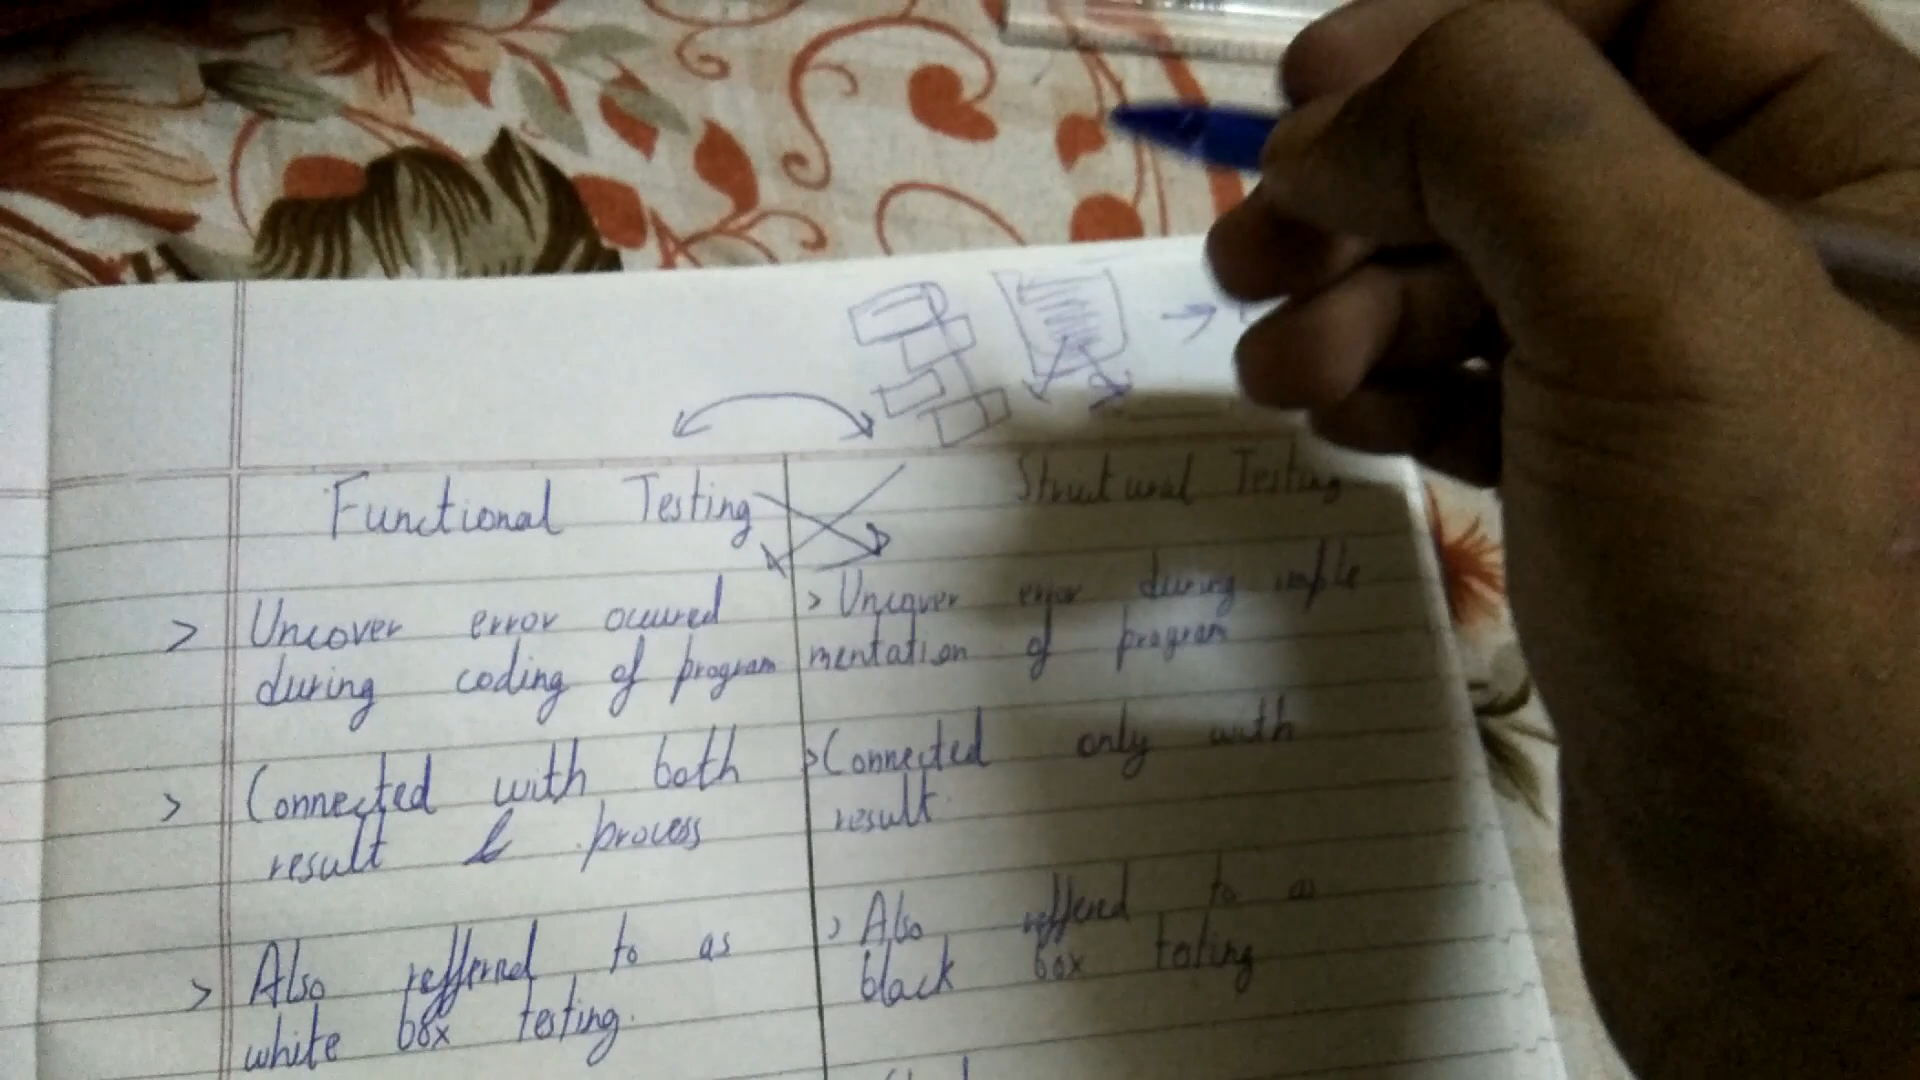 Functional Testing
> Uncover error ocurred
during coding of program
> Connected with both
result & process
> Also reffered to as
white box testing.
Structural Testing
> Uncover error during imple
mentation of program
> Connected only with
result
> Also reffered to as
black box testing